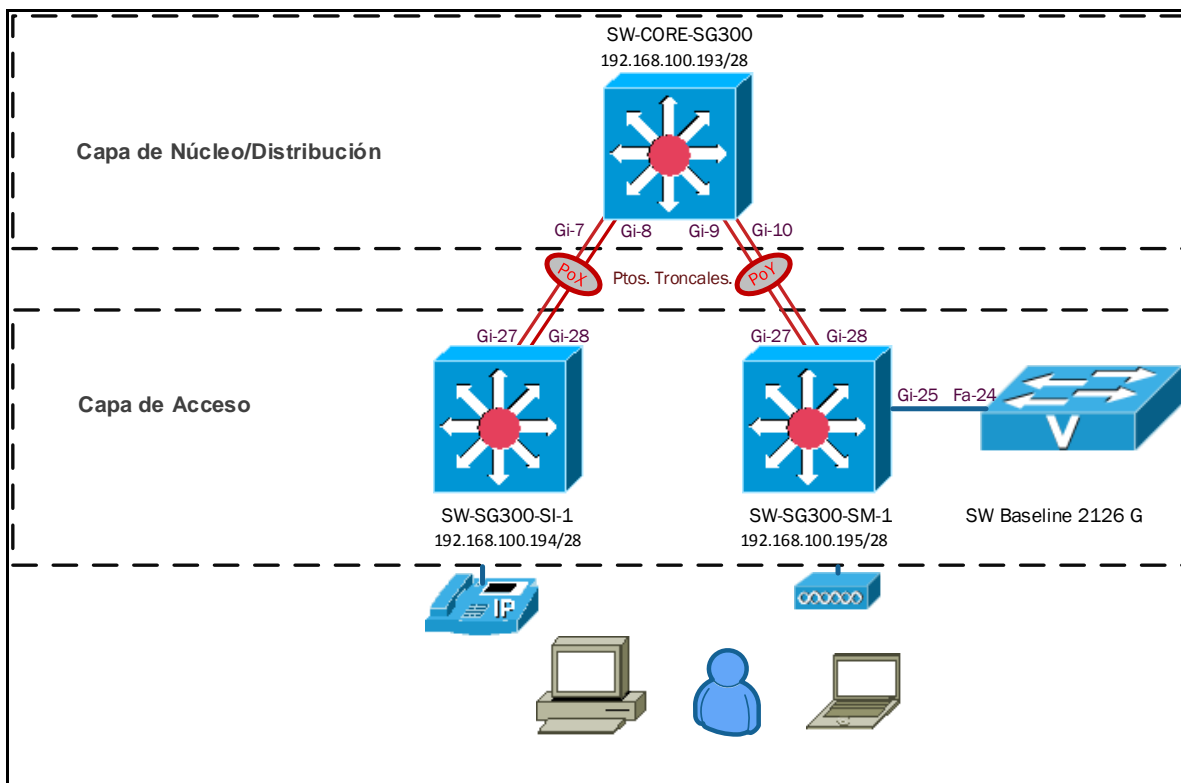 SW-CORE-SG300
192.168.100.193/28
Capa de Núcleo/Distribución
Gi-7
Gi-8
Gi-9
Gi-10
PoX
Ptos. Troncales.
PoY
Gi-27
Gi-28
Gi-27
Gi-28
Capa de Acceso
Gi-25
Fa-24
V
SW-SG300-SI-1
192.168.100.194/28
SW-SG300-SM-1
192.168.100.195/28
SW Baseline 2126 G
IP